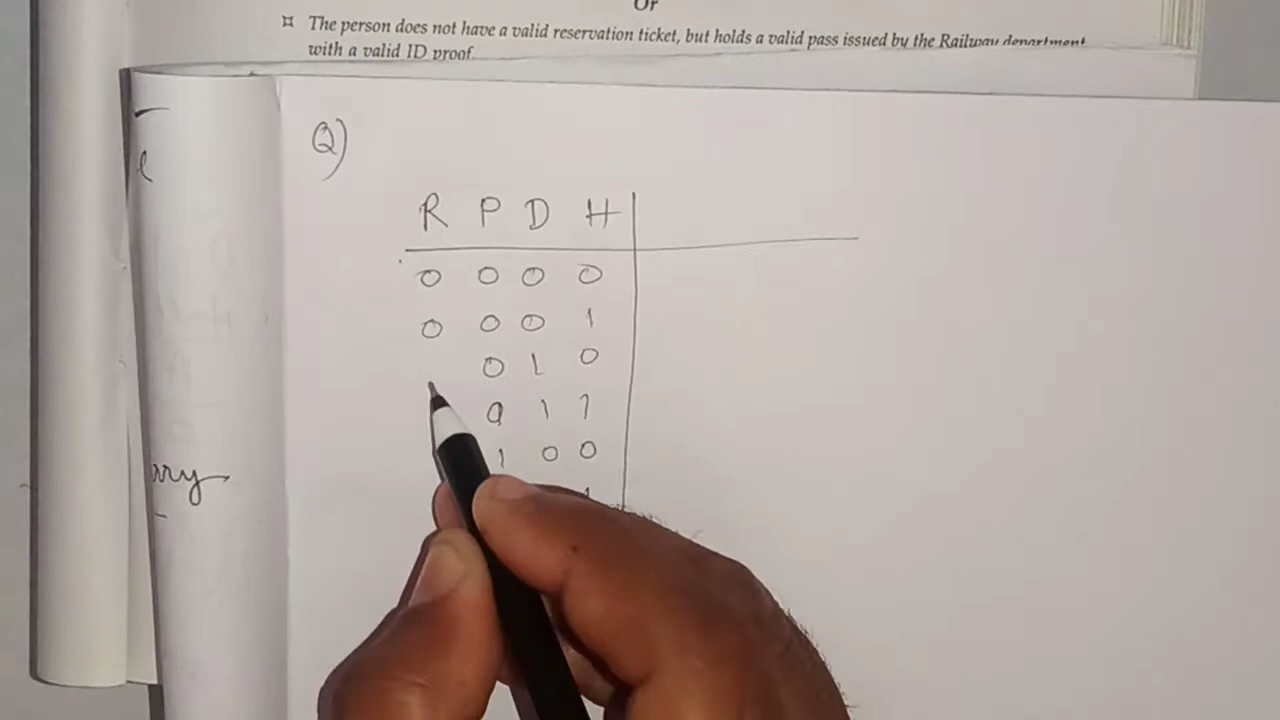 Or
¤ The person does not have a valid reservation ticket, but holds a valid pass issued by the Railway department
with a valid ID proof.
Q)
R P D H
0 0 0 0
0 0 0 1
0 1 0
0 1 1
1 0 0
1